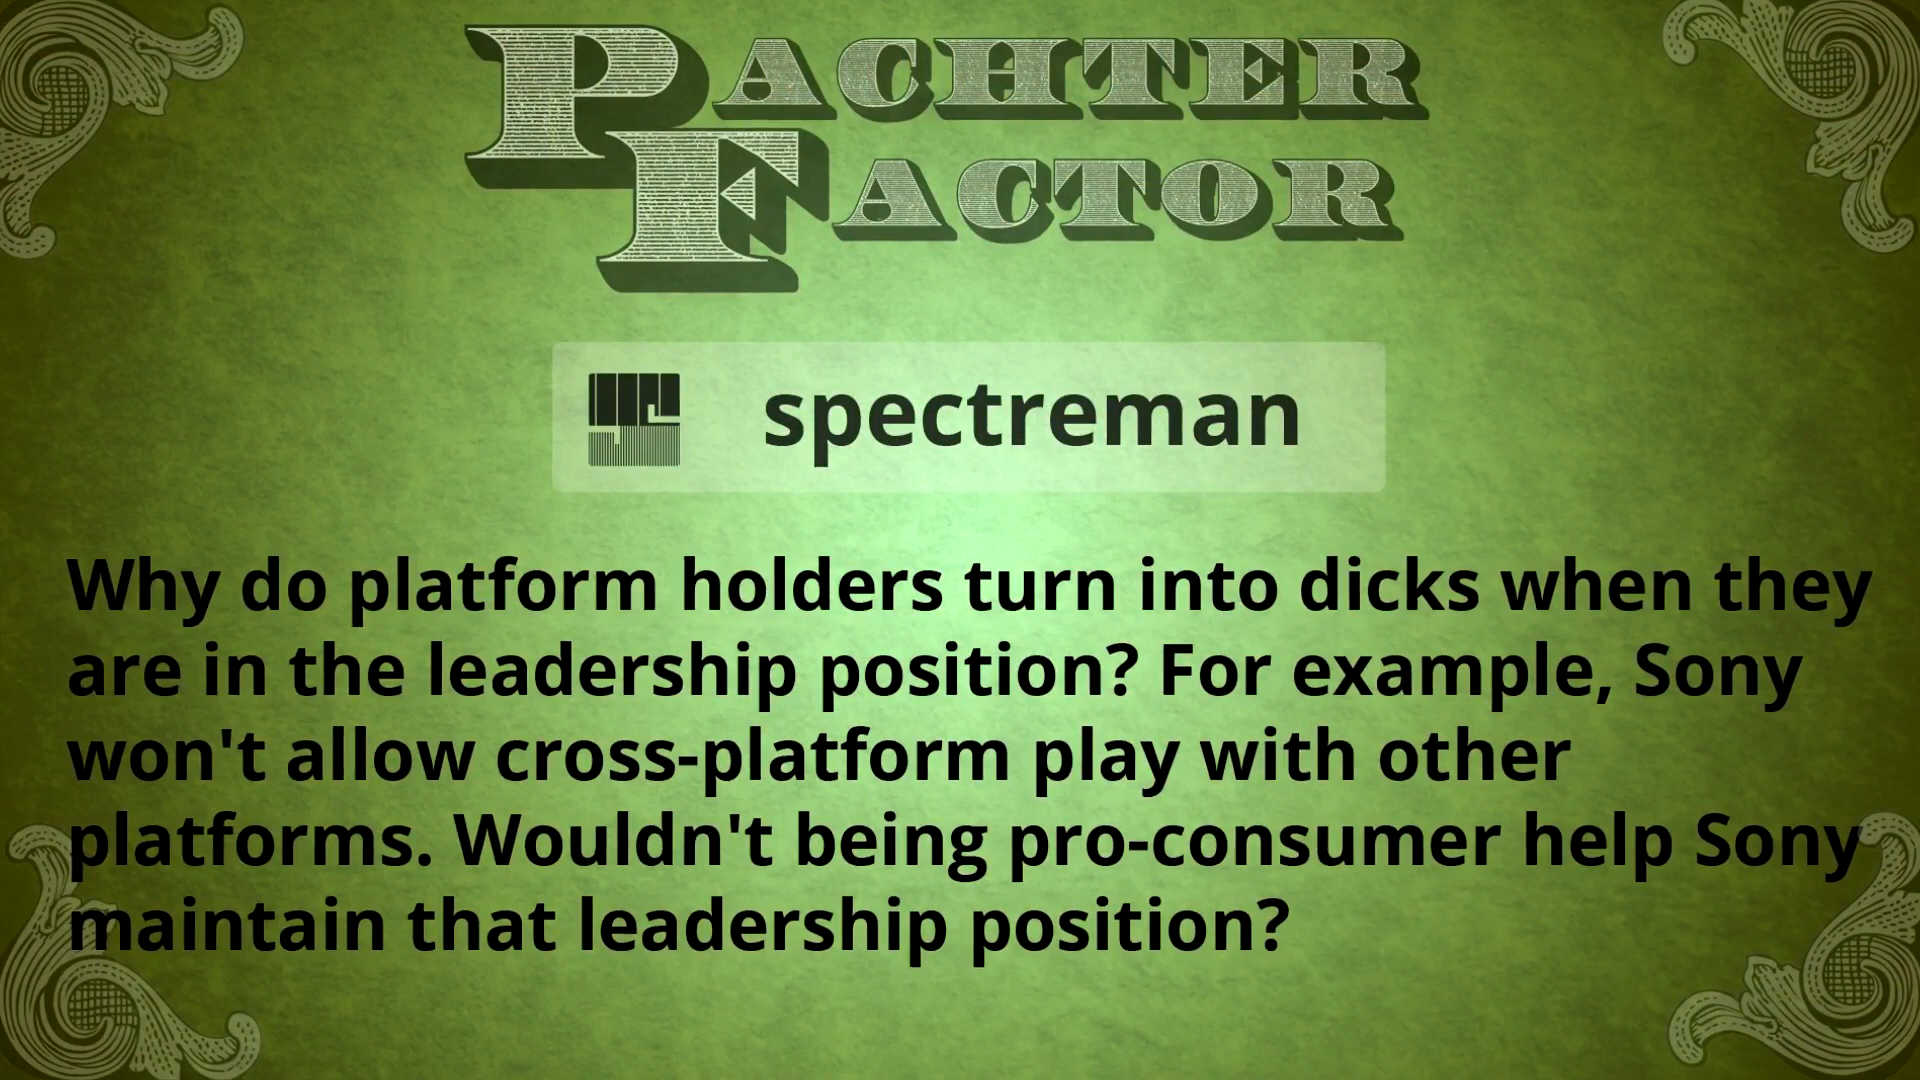 PACHTER
FACTOR
spectreman
Why do platform holders turn into dicks when they
are in the leadership position? For example, Sony
won't allow cross-platform play with other
platforms. Wouldn't being pro-consumer help Sony
maintain that leadership position?